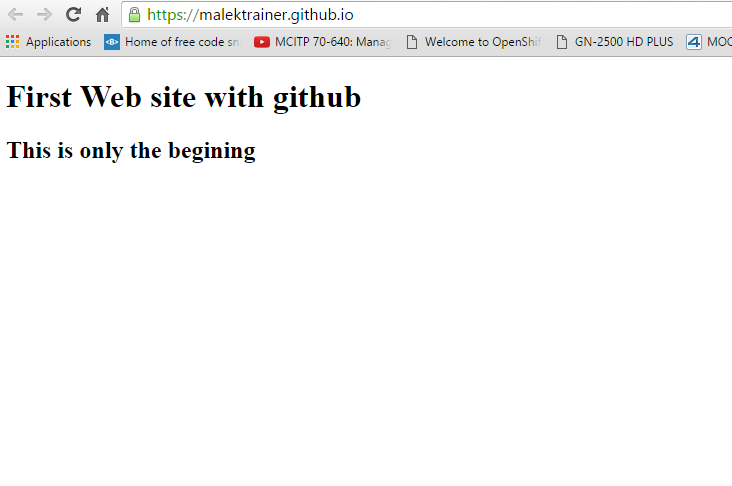 https://malektrainer.github.io
Applications <B> Home of free code sn MCITP 70-640: Manag Welcome to OpenShif GN-2500 HD PLUS 4 MOC
First Web site with github
This is only the begining